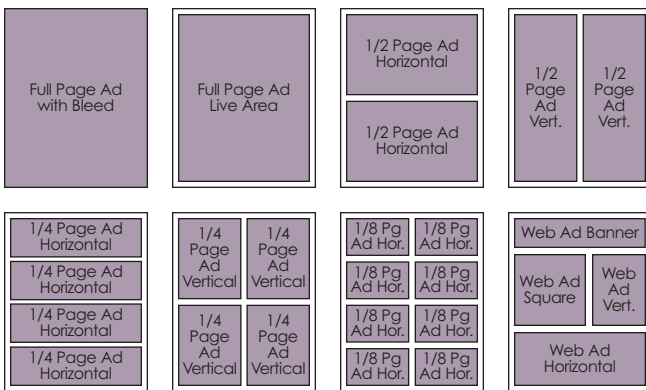 Full Page Ad
with Bleed
Full Page Ad
Live Area
1/2 Page Ad
Horizontal
1/2 Page Ad
Horizontal
1/2
Page
Ad
Vert.
1/2
Page
Ad
Vert.
1/4 Page Ad
Horizontal
1/4 Page Ad
Horizontal
1/4 Page Ad
Horizontal
1/4 Page Ad
Horizontal
1/4
Page
Ad
Vertical
1/4
Page
Ad
Vertical
1/4
Page
Ad
Vertical
1/4
Page
Ad
Vertical
1/8 Pg
Ad Hor.
1/8 Pg
Ad Hor.
1/8 Pg
Ad Hor.
1/8 Pg
Ad Hor.
1/8 Pg
Ad Hor.
1/8 Pg
Ad Hor.
1/8 Pg
Ad Hor.
1/8 Pg
Ad Hor.
Web Ad Banner
Web Ad
Square
Web
Ad
Vert.
Web Ad
Horizontal